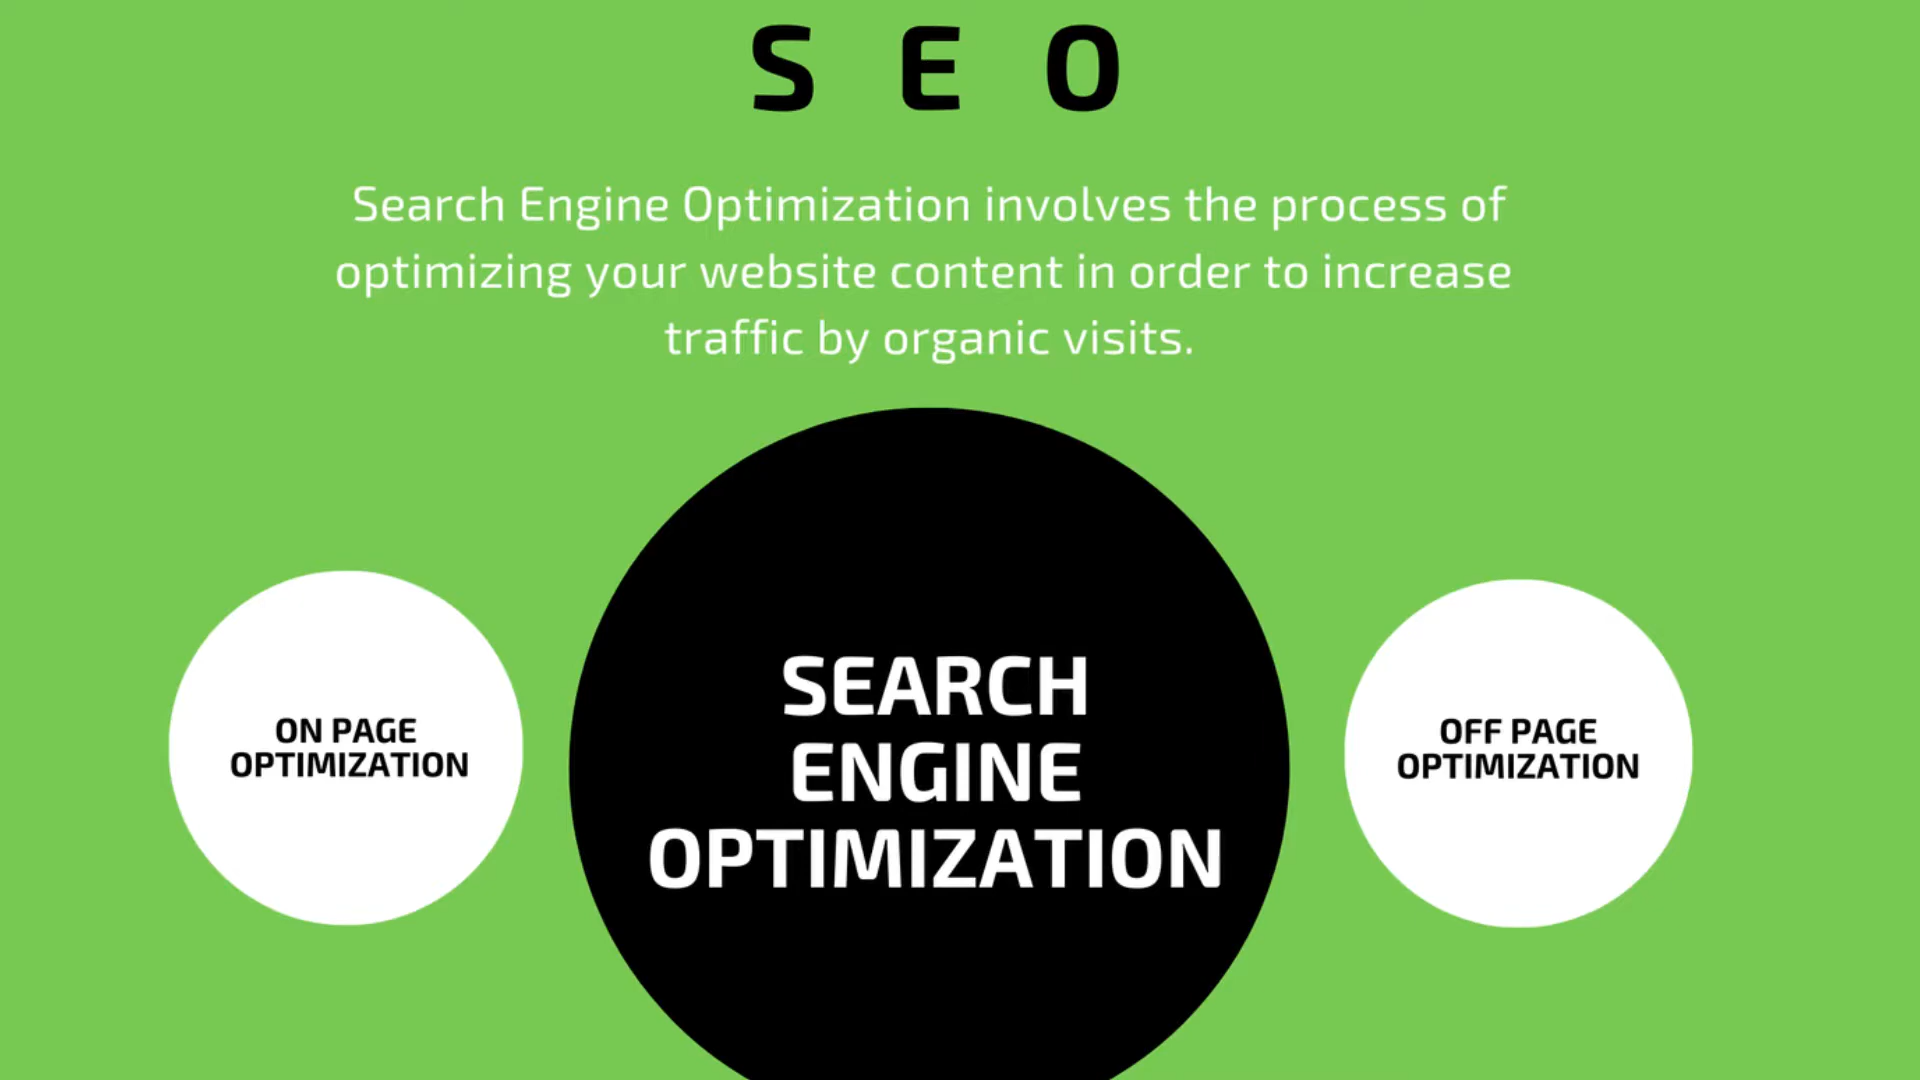 S E O
Search Engine Optimization involves the process of
optimizing your website content in order to increase
traffic by organic visits.
ON PAGE
OPTIMIZATION
SEARCH
ENGINE
OPTIMIZATION
OFF PAGE
OPTIMIZATION